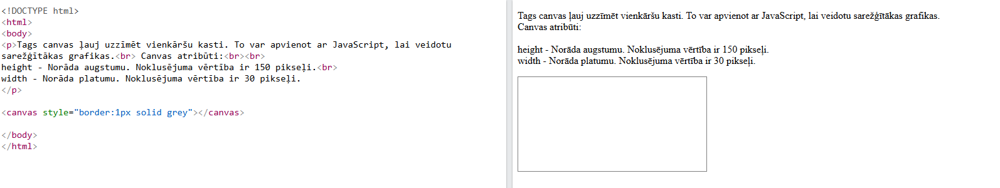 <!DOCTYPE html>
<html>
<body>
<p>Tags canvas ļauj uzzīmēt vienkāršu kasti. To var apvienot ar JavaScript, lai veidotu
sarežģītākas grafikas.<br> Canvas atribūti:<br><br>
height - Norāda augstumu. Noklusējuma vērtība ir 150 pikseļi.<br>
width - Norāda platumu. Noklusējuma vērtība ir 30 pikseļi.
</p>
<canvas style="border:1px solid grey"></canvas>
</body>
</html>
Tags canvas ļauj uzzīmēt vienkāršu kasti. To var apvienot ar JavaScript, lai veidotu sarežģītākas grafikas.
Canvas atribūti:
height - Norāda augstumu. Noklusējuma vērtība ir 150 pikseļi.
width - Norāda platumu. Noklusējuma vērtība ir 30 pikseļi.